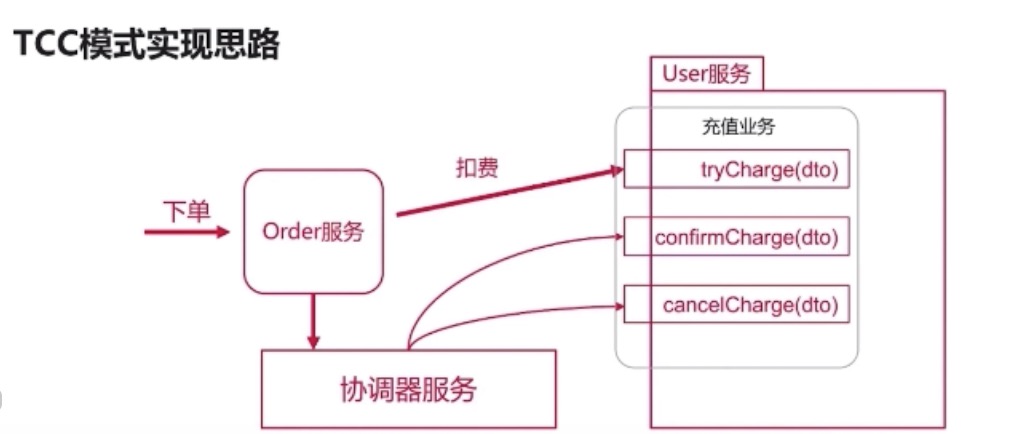 TCC模式实现思路
User服务
充值业务
扣费
tryCharge(dto)
下单
Order服务
confirmCharge(dto)
cancelCharge(dto)
协调器服务